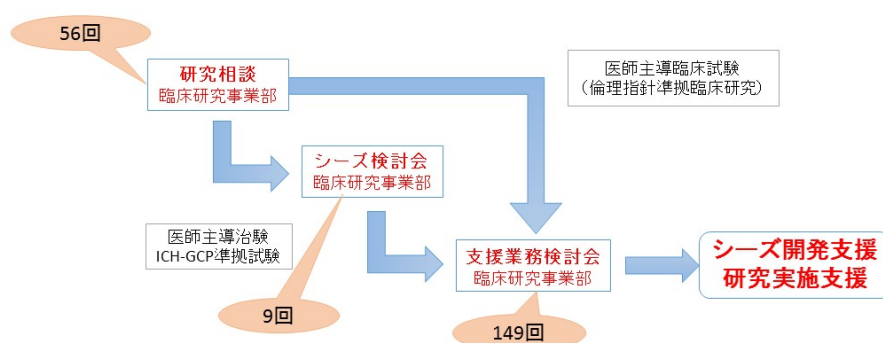 56回
研究相談
臨床研究事業部
医師主導臨床試験
（倫理指針準拠臨床研究）
シーズ検討会
臨床研究事業部
医師主導治験
ICH-GCP準拠試験
支援業務検討会
臨床研究事業部
シーズ開発支援
研究実施支援
9回
149回